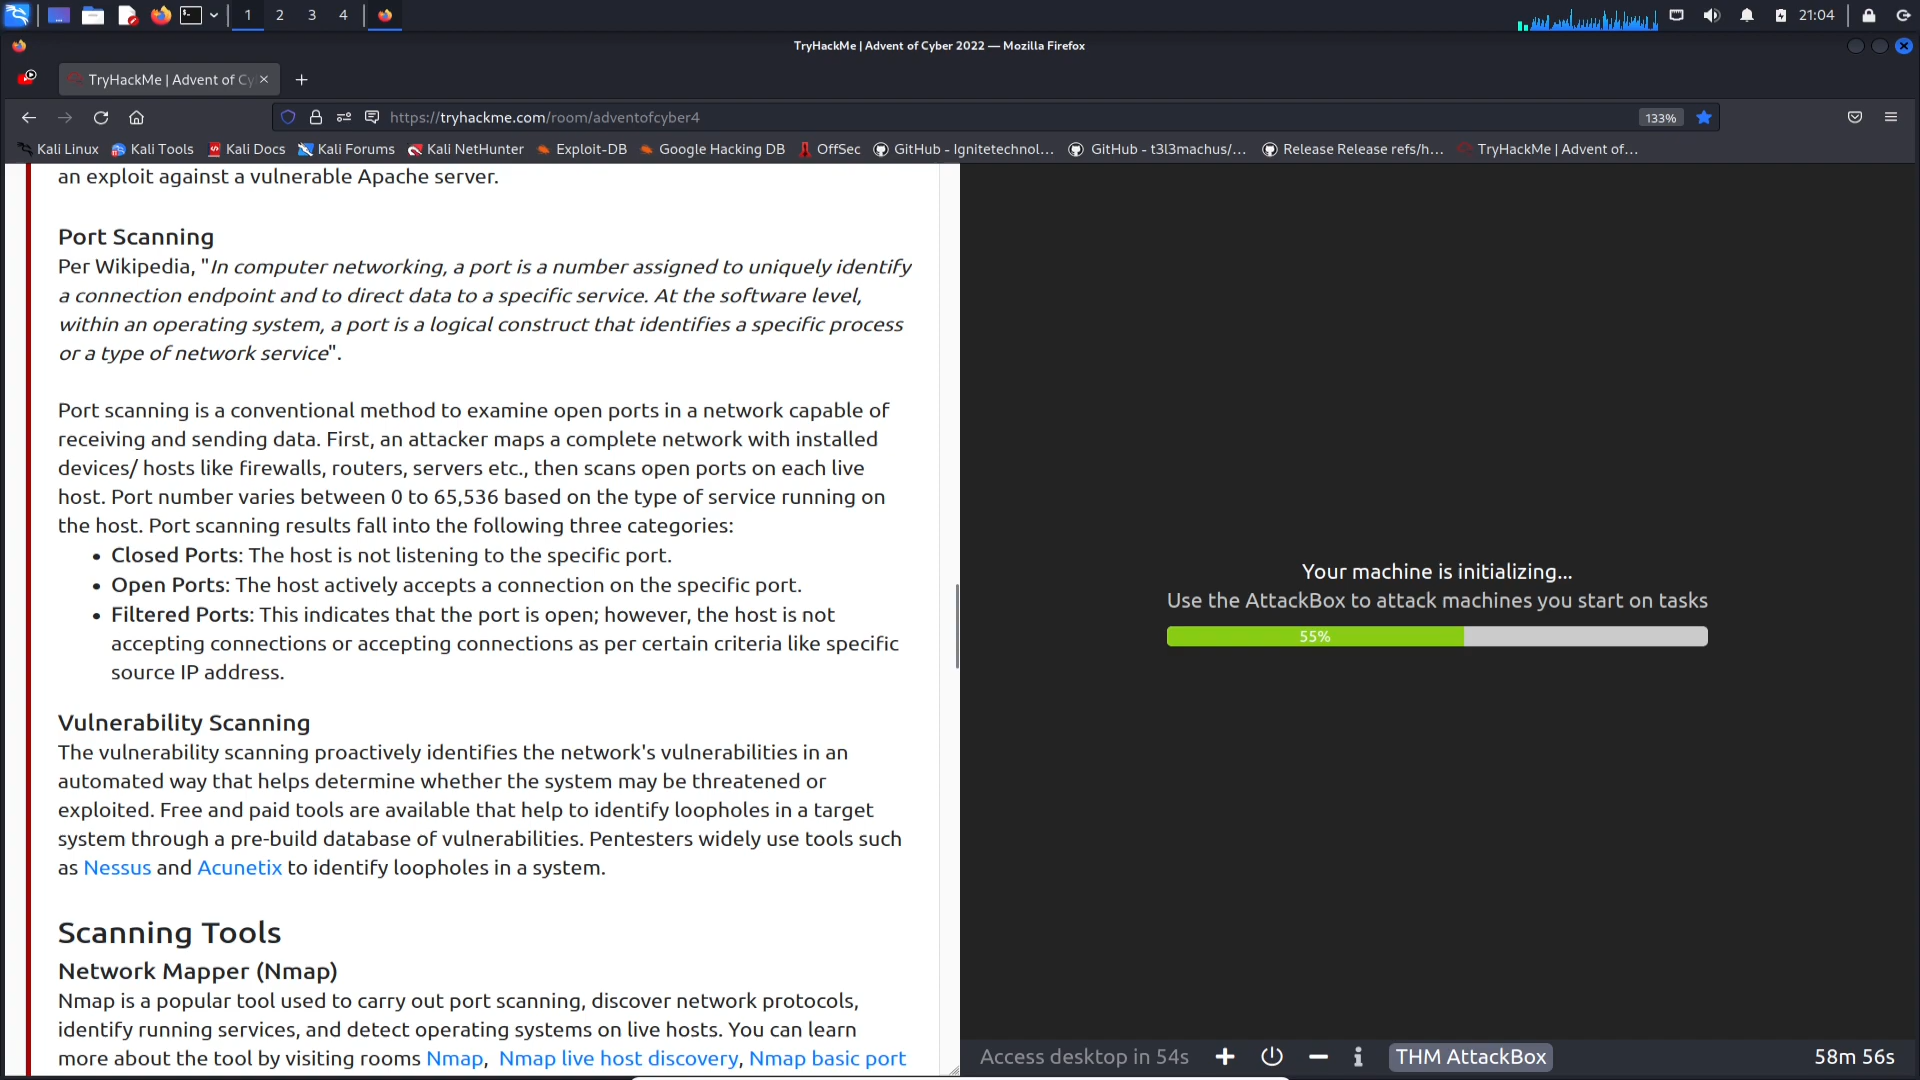 1 2 3 4
21:04
TryHackMe | Advent of Cyber 2022 — Mozilla Firefox
TryHackMe | Advent of Cy
https://tryhackme.com/room/adventofcyber4
133%
Kali Linux Kali Tools Kali Docs Kali Forums Kali NetHunter Exploit-DB Google Hacking DB OffSec GitHub - Ignitetechnol... GitHub - t3l3machus/... Release Release refs/h... TryHackMe | Advent of...
an exploit against a vulnerable Apache server.
Port Scanning
Per Wikipedia, "In computer networking, a port is a number assigned to uniquely identify
a connection endpoint and to direct data to a specific service. At the software level,
within an operating system, a port is a logical construct that identifies a specific process
or a type of network service".
Port scanning is a conventional method to examine open ports in a network capable of
receiving and sending data. First, an attacker maps a complete network with installed
devices/ hosts like firewalls, routers, servers etc., then scans open ports on each live
host. Port number varies between 0 to 65,536 based on the type of service running on
the host. Port scanning results fall into the following three categories:
• Closed Ports: The host is not listening to the specific port.
• Open Ports: The host actively accepts a connection on the specific port.
• Filtered Ports: This indicates that the port is open; however, the host is not
accepting connections or accepting connections as per certain criteria like specific
source IP address.
Vulnerability Scanning
The vulnerability scanning proactively identifies the network's vulnerabilities in an
automated way that helps determine whether the system may be threatened or
exploited. Free and paid tools are available that help to identify loopholes in a target
system through a pre-build database of vulnerabilities. Pentesters widely use tools such
as Nessus and Acunetix to identify loopholes in a system.
Scanning Tools
Network Mapper (Nmap)
Nmap is a popular tool used to carry out port scanning, discover network protocols,
identify running services, and detect operating systems on live hosts. You can learn
more about the tool by visiting rooms Nmap, Nmap live host discovery, Nmap basic port
Your machine is initializing...
Use the AttackBox to attack machines you start on tasks
55%
Access desktop in 54s
THM AttackBox
58m 56s